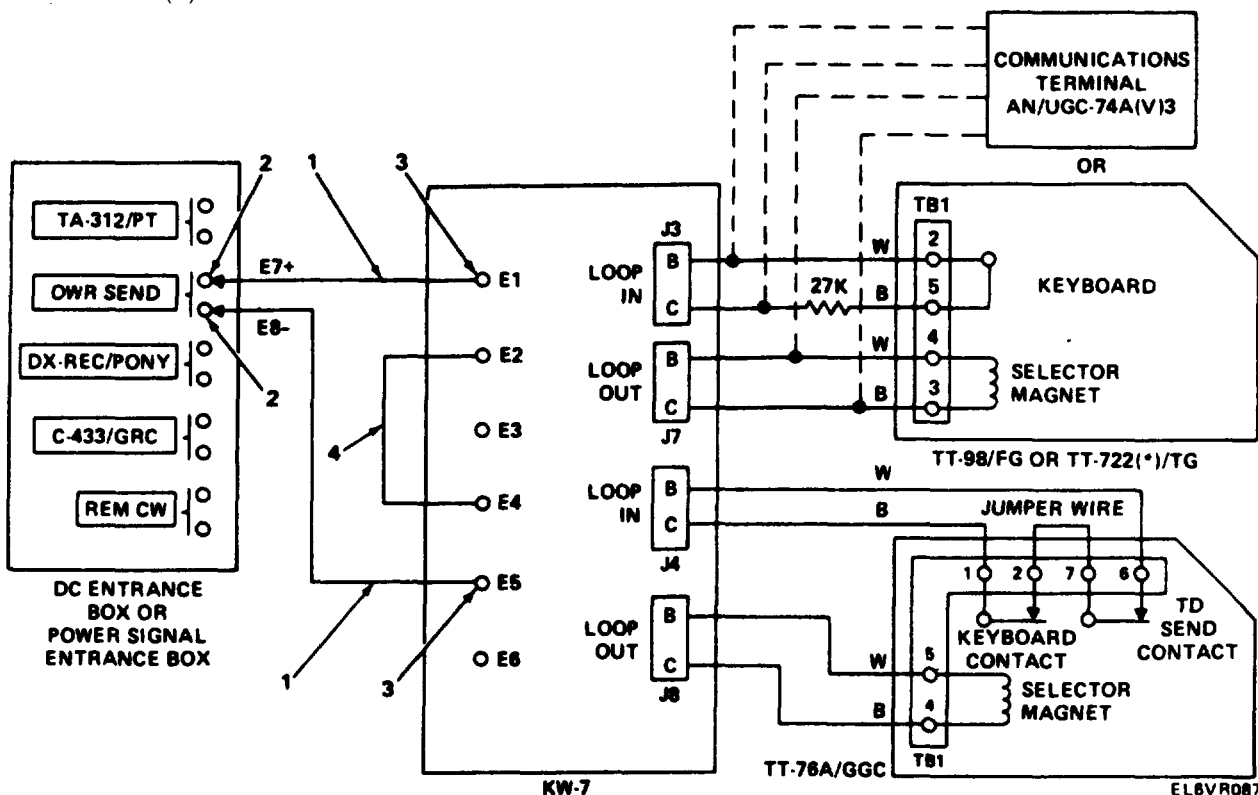 COMMUNICATIONS
TERMINAL
AN/UGC-74A(V)3
OR
2
1
3
TA-312/PT
OWR SEND
DX-REC/PONY
C-433/GRC
REM CW
E7+
E8-
2
4
1
3
DC ENTRANCE
BOX OR
POWER SIGNAL
ENTRANCE BOX
E1
E2
E3
E4
E5
E6
J3
LOOP
IN
B
C
LOOP
OUT
B
C
J7
LOOP
IN
B
C
J4
LOOP
OUT
B
C
J8
KW-7
W
27K
B
W
B
TB1
2
5
4
3
KEYBOARD
SELECTOR
MAGNET
TT-98/FG OR TT-722(*)/TG
W
B
JUMPER WIRE
1
2
7
6
KEYBOARD
CONTACT
TD
SEND
CONTACT
W
B
5
4
SELECTOR
MAGNET
TB1
TT-76A/GGC